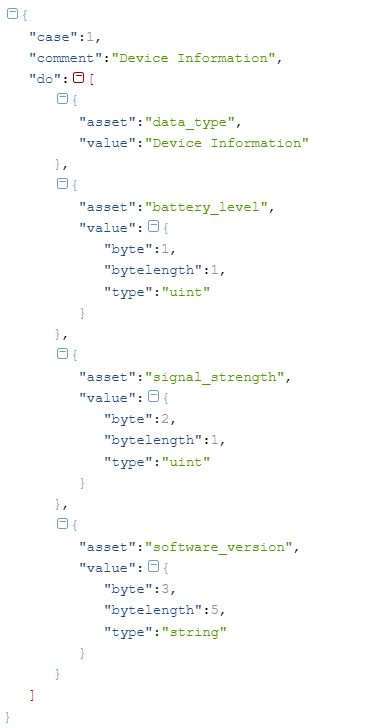 {
"case":1,
"comment":"Device Information",
"do":[
{
"asset":"data_type",
"value":"Device Information"
},
{
"asset":"battery_level",
"value":{
"byte":1,
"bytelength":1,
"type":"uint"
}
},
{
"asset":"signal_strength",
"value":{
"byte":2,
"bytelength":1,
"type":"uint"
}
},
{
"asset":"software_version",
"value":{
"byte":3,
"bytelength":5,
"type":"string"
}
}
]
}